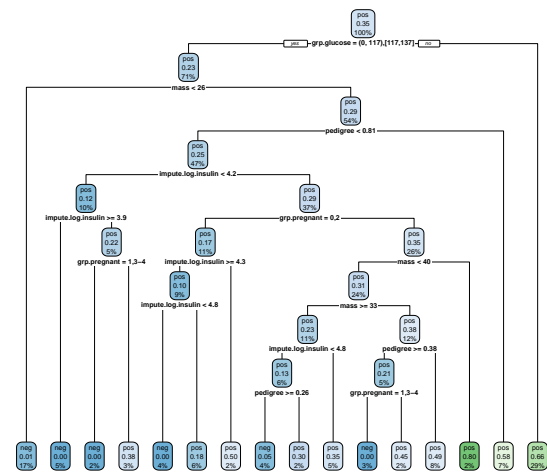 pos
0.35
100%
yes grp.glucose = (0, 117),[117,137] no
pos
0.23
71%
mass < 26
pos
0.29
54%
pedigree < 0.81
pos
0.25
47%
impute.log.insulin < 4.2
pos
0.12
10%
pos
0.29
37%
impute.log.insulin >= 3.9
grp.pregnant = 0,2
pos
0.22
5%
pos
0.17
11%
pos
0.35
26%
grp.pregnant = 1,3-4
impute.log.insulin >= 4.3
mass < 40
pos
0.10
9%
pos
0.31
24%
impute.log.insulin < 4.8
mass >= 33
pos
0.23
11%
pos
0.38
12%
impute.log.insulin < 4.8
pedigree >= 0.38
pos
0.13
6%
pos
0.21
5%
pedigree >= 0.26
grp.pregnant = 1,3-4
neg neg neg pos neg pos pos neg pos pos neg pos pos pos pos pos
0.01 0.00 0.00 0.38 0.00 0.18 0.50 0.05 0.30 0.35 0.00 0.45 0.49 0.80 0.58 0.66
17% 5% 2% 3% 4% 6% 2% 4% 2% 5% 3% 2% 8% 2% 7% 29%